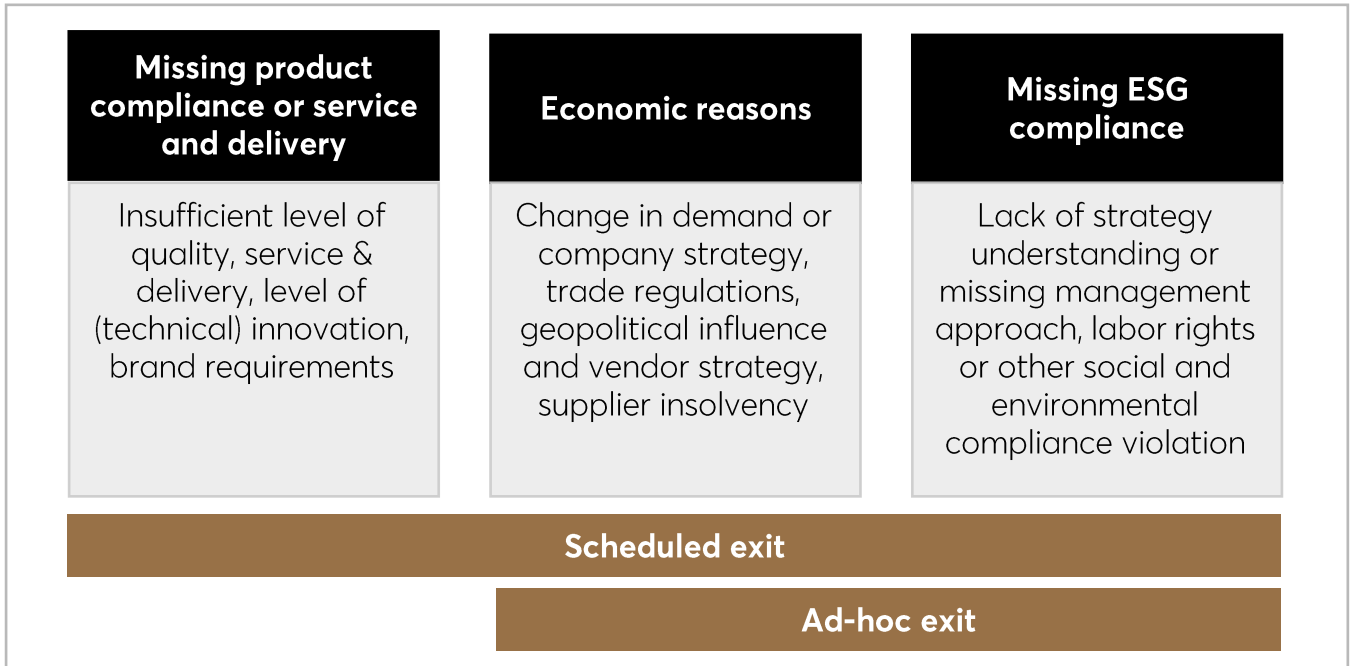 Missing product
compliance or service
and delivery
Insufficient level of
quality, service &
delivery, level of
(technical) innovation,
brand requirements
Economic reasons
Change in demand or
company strategy,
trade regulations,
geopolitical influence
and vendor strategy,
supplier insolvency
Missing ESG
compliance
Lack of strategy
understanding or
missing management
approach, labor rights
or other social and
environmental
compliance violation
Scheduled exit
Ad-hoc exit